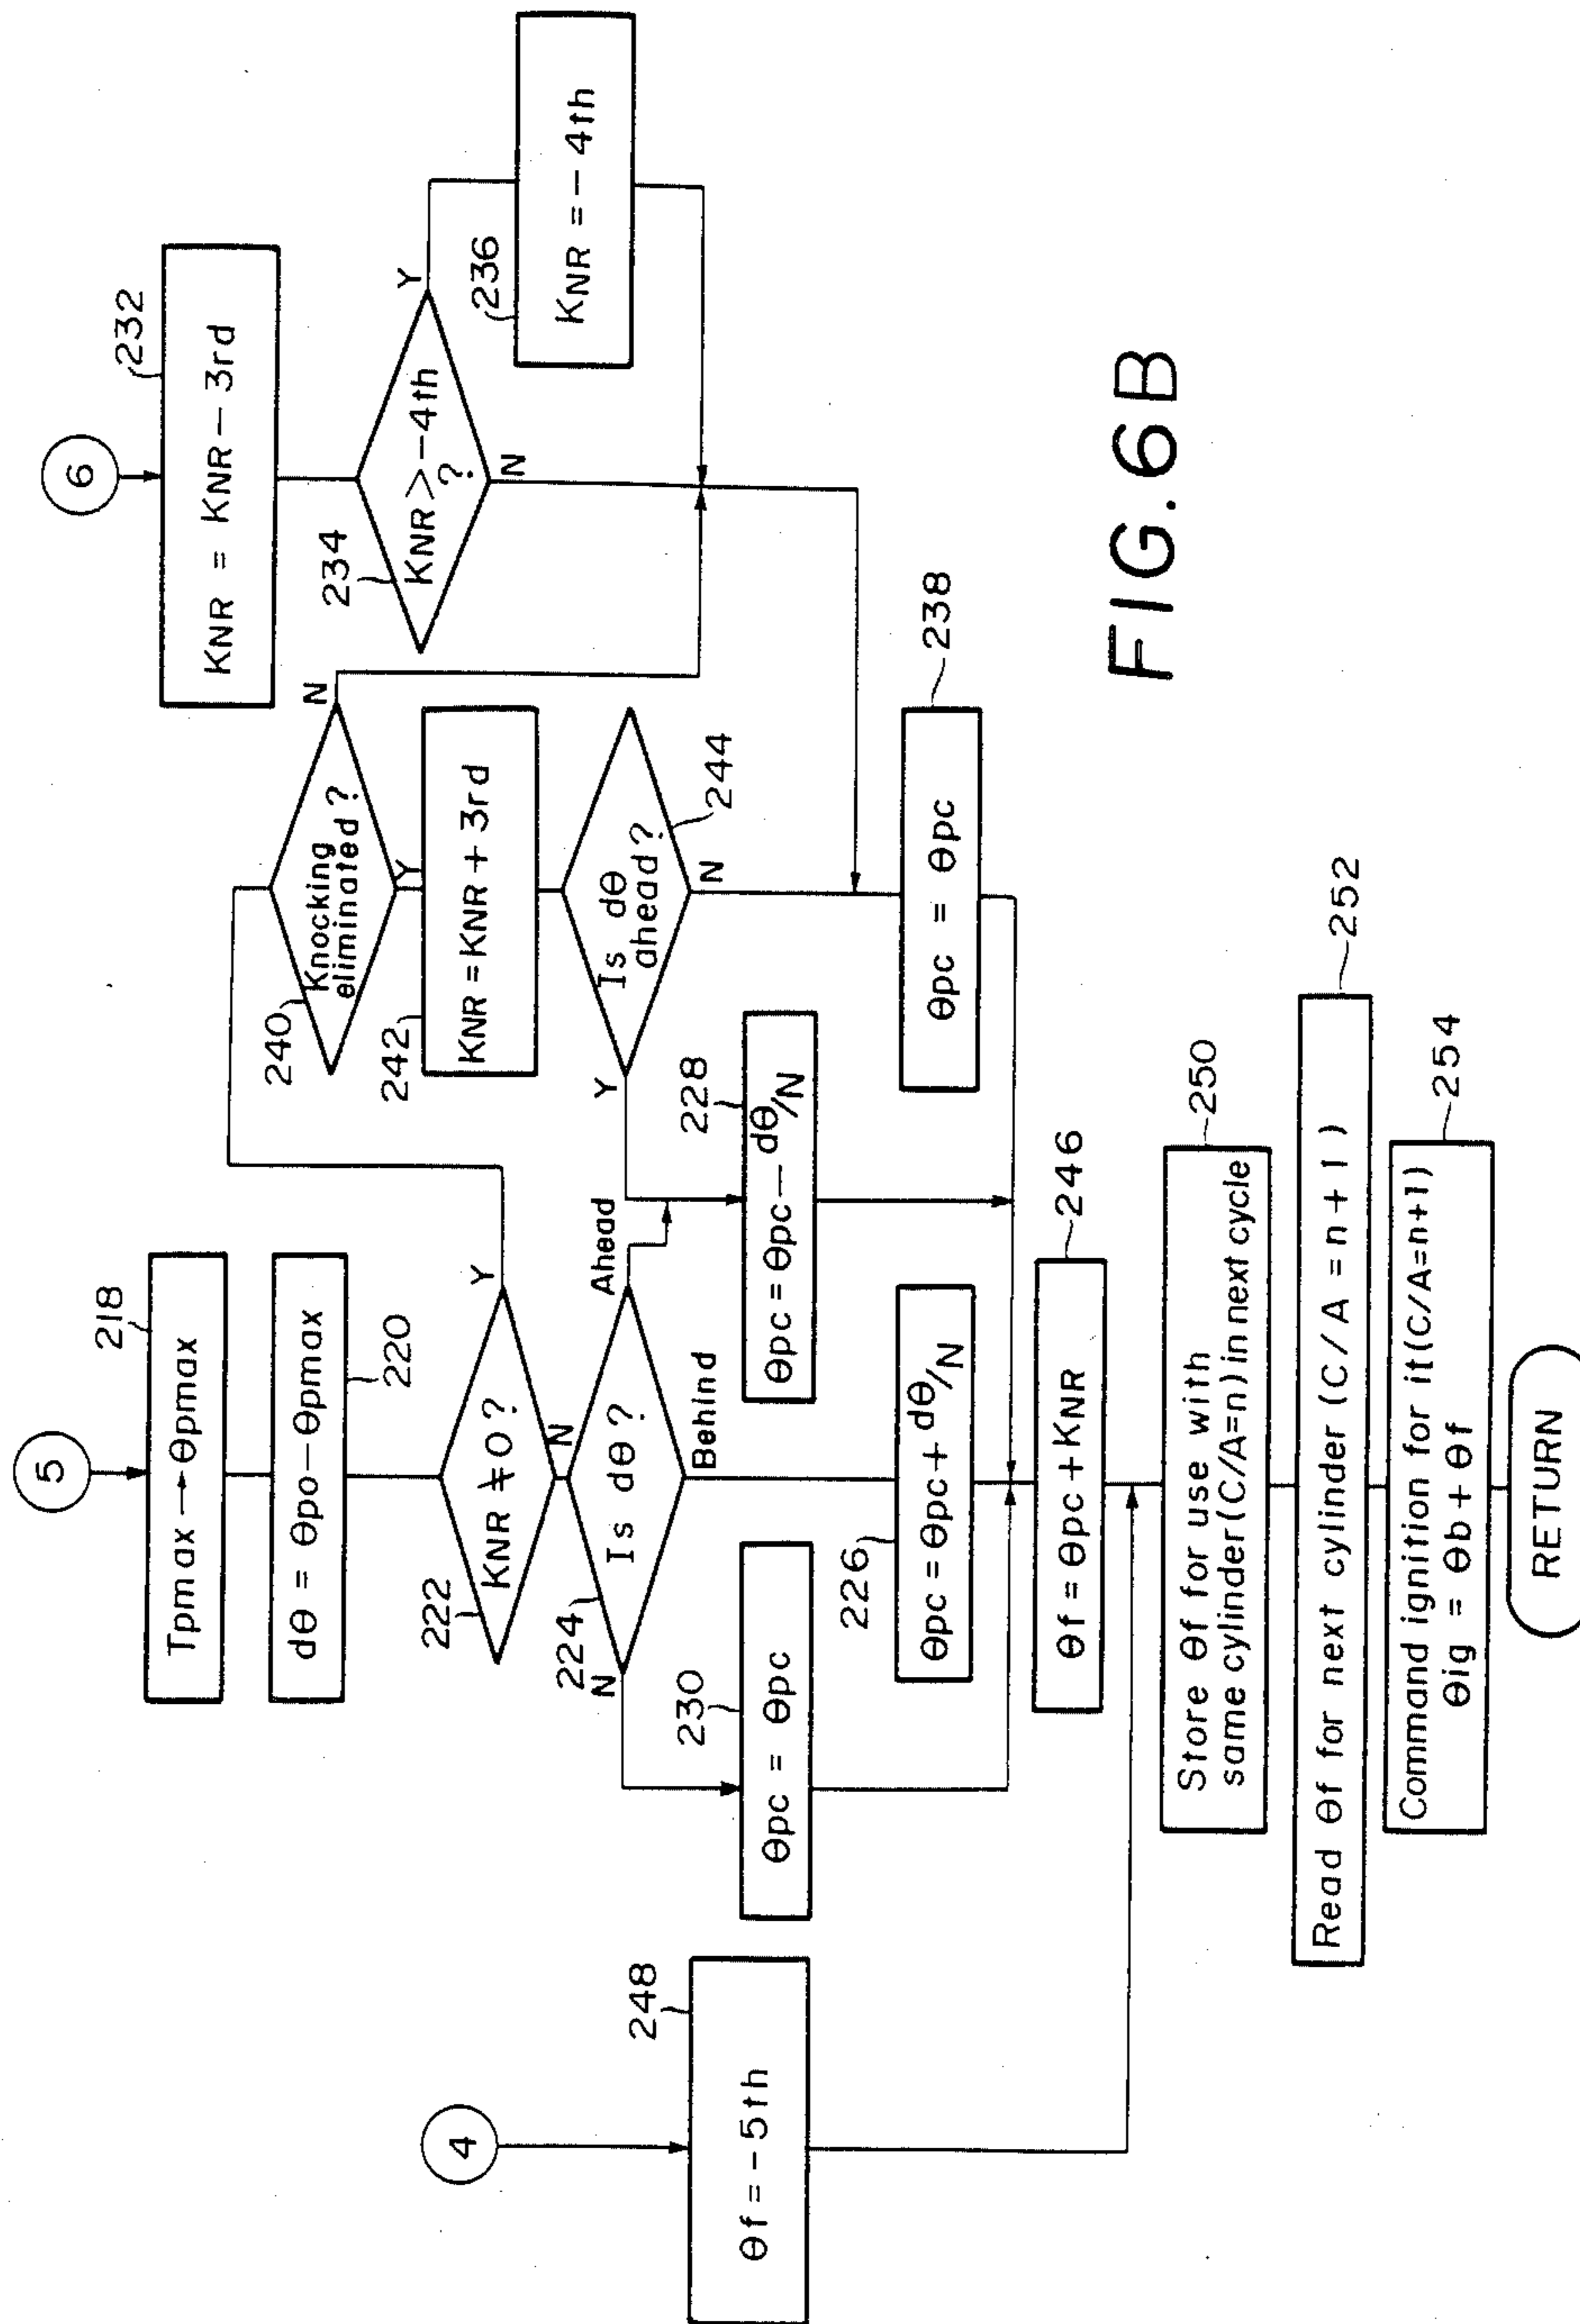 4
248
θf = -5th
5
218
Tpmax → θpmax
220
dθ = θpo - θpmax
222
KNR ≠ 0 ?
Y
N
224
Is dθ ?
N
Ahead
Behind
230
θpc = θpc
226
θpc = θpc + dθ/N
228
θpc = θpc - dθ/N
240
Knocking
eliminated ?
N
Y
242
KNR = KNR + 3rd
244
Is dθ
ahead ?
Y
N
6
232
KNR = KNR - 3rd
234
KNR > -4th
?
Y
N
236
KNR = -4th
238
θpc = θpc
246
θf = θpc + KNR
250
Store θf for use with
same cylinder (C/A=n) in next cycle
252
Read θf for next cylinder (C/A = n+1)
254
Command ignition for it (C/A=n+1)
θig = θb + θf
RETURN
FIG. 6B